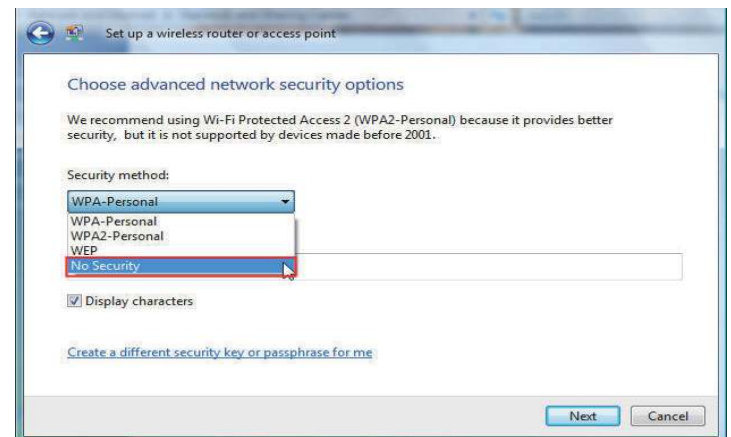 Set up a wireless router or access point
Choose advanced network security options
We recommend using Wi-Fi Protected Access 2 (WPA2-Personal) because it provides better
security, but it is not supported by devices made before 2001.
Security method:
WPA-Personal
WPA-Personal
WPA2-Personal
WEP
No Security
Display characters
Create a different security key or passphrase for me
Next
Cancel